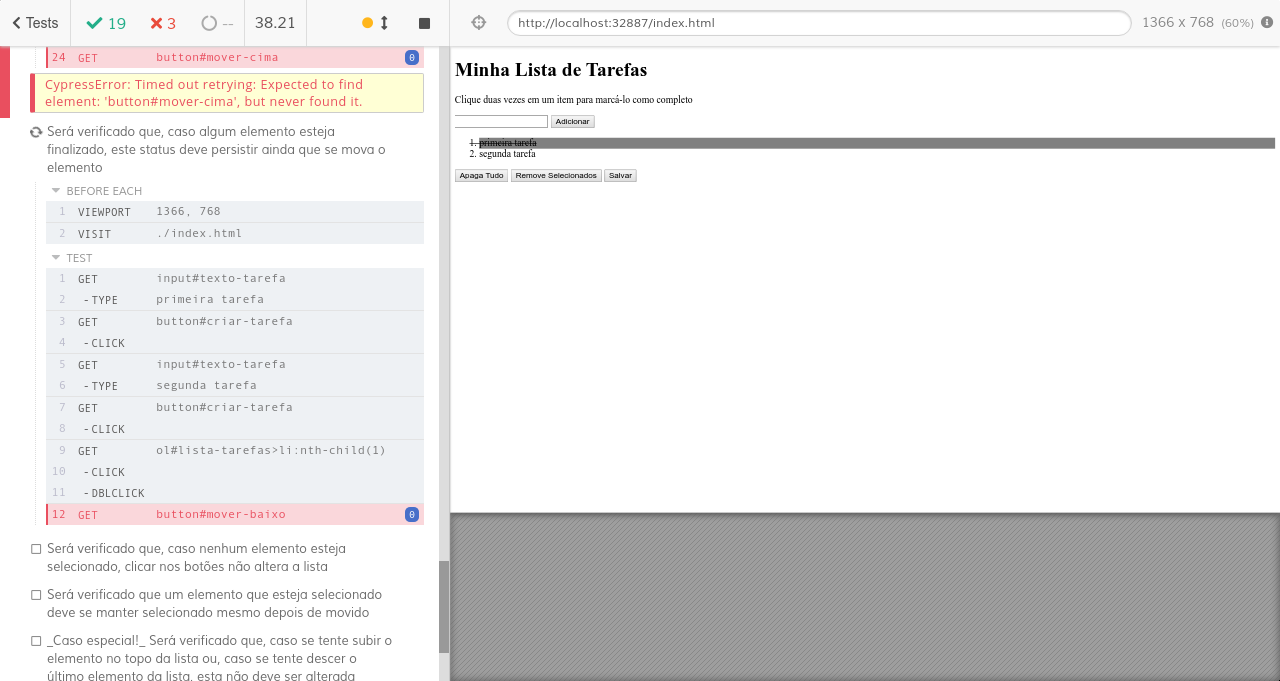 Tests
19
3
--
38.21
http://localhost:32887/index.html
1366 x 768 (60%)
24 GET button#mover-cima 0
CypressError: Timed out retrying: Expected to find
element: 'button#mover-cima', but never found it.
Será verificado que, caso algum elemento esteja
finalizado, este status deve persistir ainda que se mova o
elemento
BEFORE EACH
1 VIEWPORT 1366, 768
2 VISIT ./index.html
TEST
1 GET input#texto-tarefa
2 -TYPE primeira tarefa
3 GET button#criar-tarefa
4 -CLICK
5 GET input#texto-tarefa
6 -TYPE segunda tarefa
7 GET button#criar-tarefa
8 -CLICK
9 GET ol#lista-tarefas>li:nth-child(1)
10 -CLICK
11 -DBLCLICK
12 GET button#mover-baixo 0
Será verificado que, caso nenhum elemento esteja
selecionado, clicar nos botões não altera a lista
Será verificado que um elemento que esteja selecionado
deve se manter selecionado mesmo depois de movido
_Caso especial!_ Será verificado que, caso se tente subir o
elemento no topo da lista ou, caso se tente descer o
último elemento da lista, esta não deve ser alterada
Minha Lista de Tarefas
Clique duas vezes em um item para marcá-lo como completo
Adicionar
1. primeira tarefa
2. segunda tarefa
Apaga Tudo Remove Selecionados Salvar